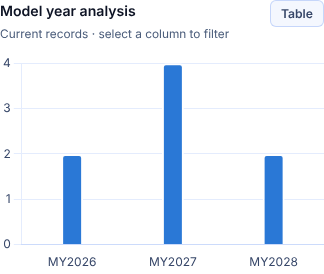 Model year analysis
Table
Current records · select a column to filter
4
3
2
1
0
MY2026 MY2027 MY2028